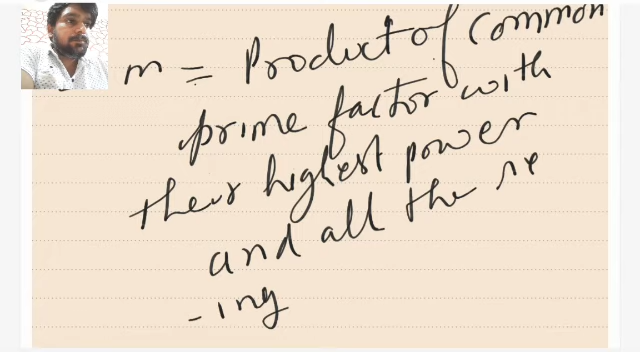 m = Product of Common
prime factor with
their highest power
and all the re
-ing